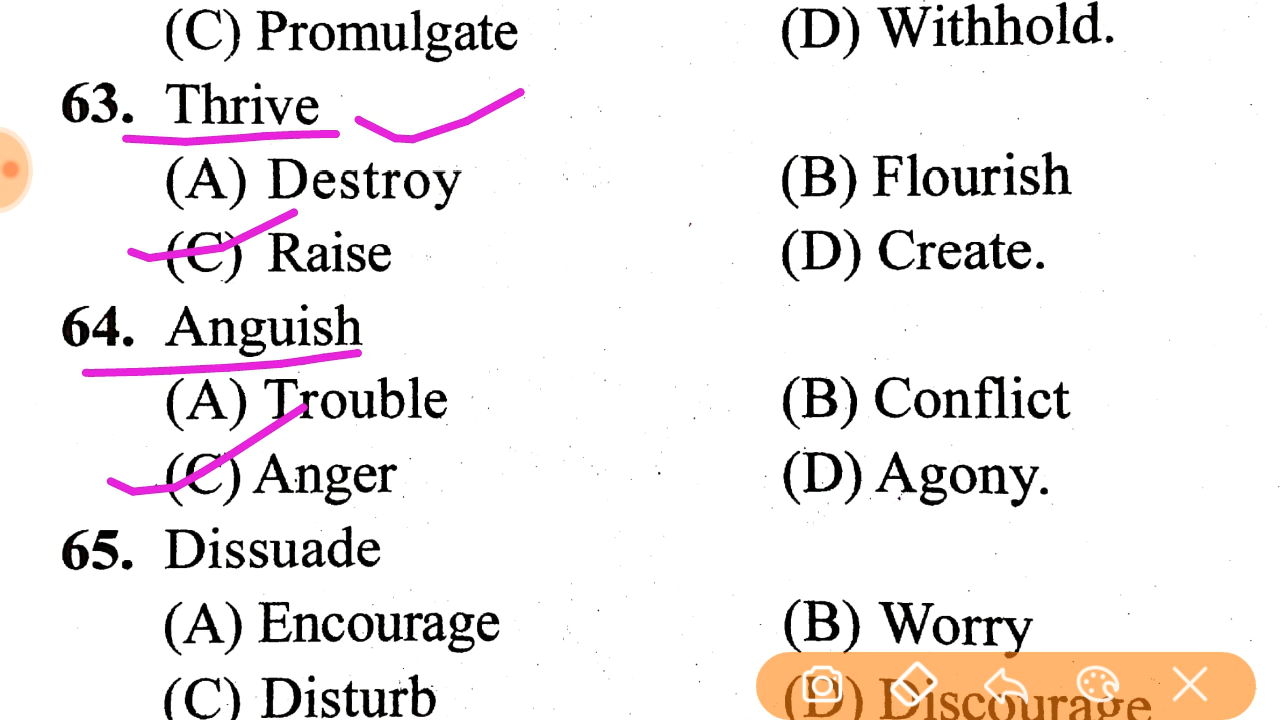 (C) Promulgate (D) Withhold.
63. Thrive
(A) Destroy (B) Flourish
(C) Raise (D) Create.
64. Anguish
(A) Trouble (B) Conflict
(C) Anger (D) Agony.
65. Dissuade
(A) Encourage (B) Worry
(C) Disturb (D) Discourage